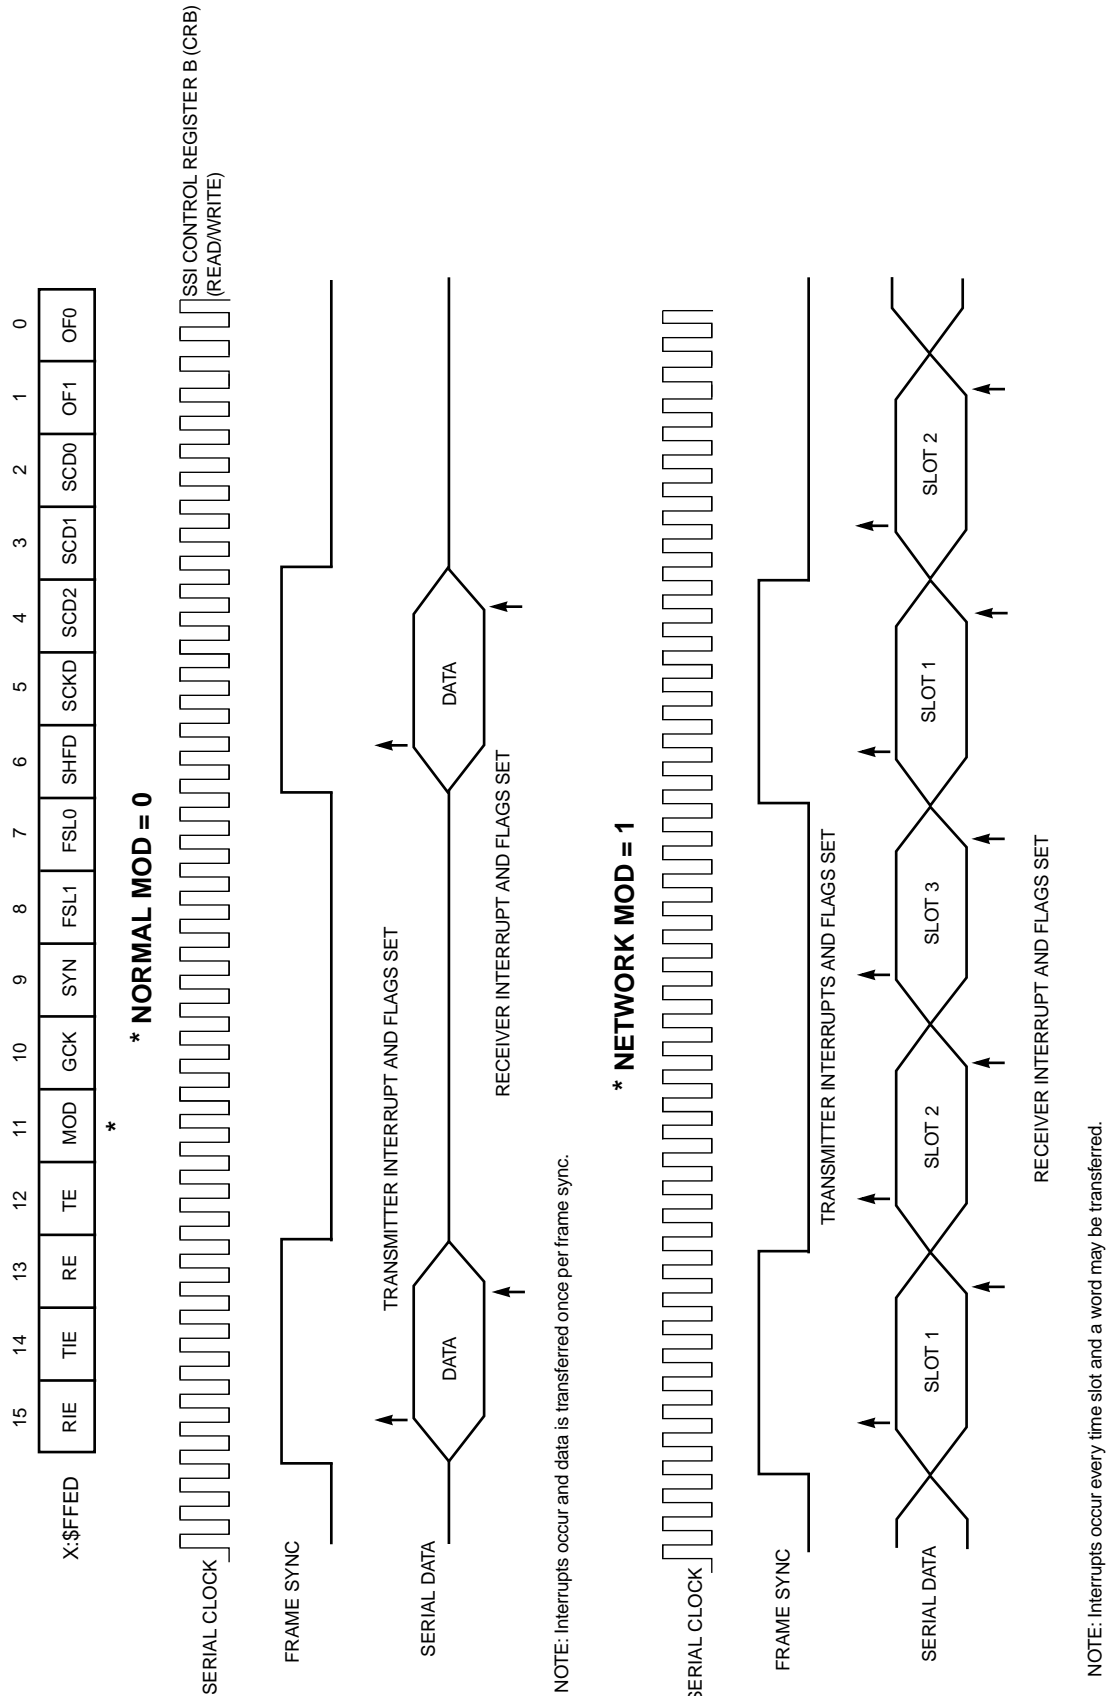 15 14 13 12 11 10 9 8 7 6 5 4 3 2 1 0
X:$FFED RIE TIE RE TE MOD GCK SYN FSL1 FSL0 SHFD SCKD SCD2 SCD1 SCD0 OF1 OF0
*
SSI CONTROL REGISTER B (CRB)
(READ/WRITE)
* NORMAL MOD = 0
SERIAL CLOCK
FRAME SYNC
TRANSMITTER INTERRUPT AND FLAGS SET
SERIAL DATA DATA DATA
RECEIVER INTERRUPT AND FLAGS SET
NOTE: Interrupts occur and data is transferred once per frame sync.
* NETWORK MOD = 1
SERIAL CLOCK
FRAME SYNC
TRANSMITTER INTERRUPTS AND FLAGS SET
SERIAL DATA SLOT 1 SLOT 2 SLOT 3 SLOT 1 SLOT 2
RECEIVER INTERRUPT AND FLAGS SET
NOTE: Interrupts occur every time slot and a word may be transferred.